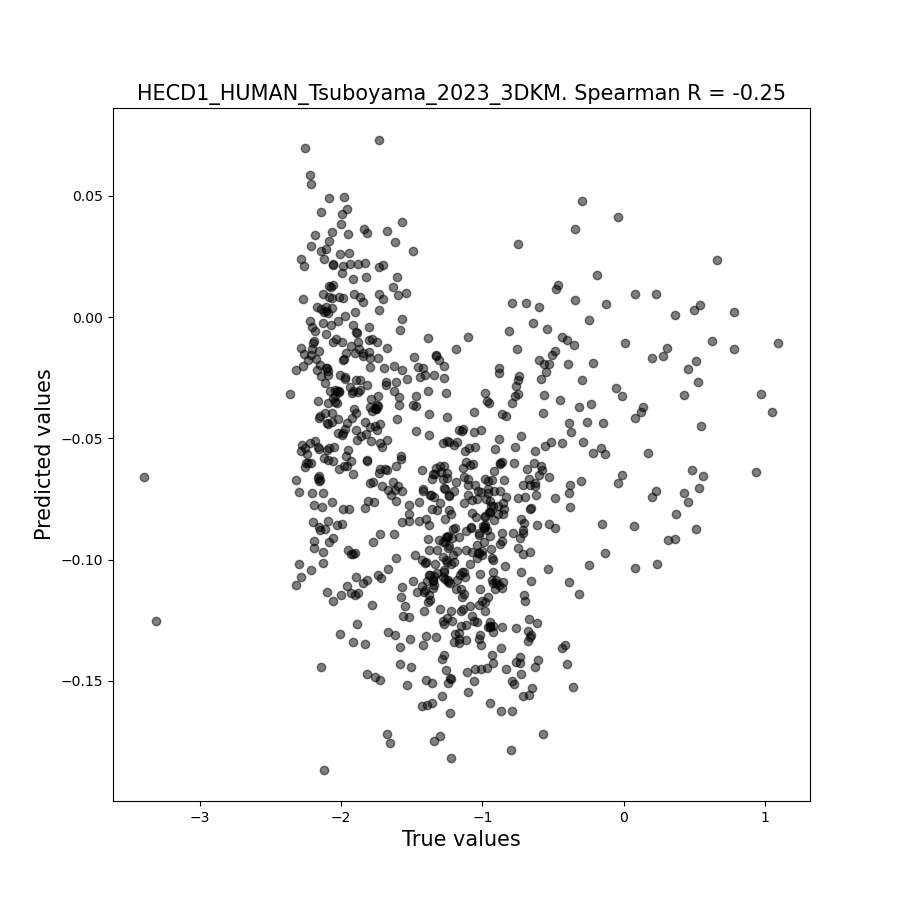 HECD1_HUMAN_Tsuboyama_2023_3DKM. Spearman R = -0.25
Predicted values
0.05
0.00
−0.05
−0.10
−0.15
−3 −2 −1 0 1
True values